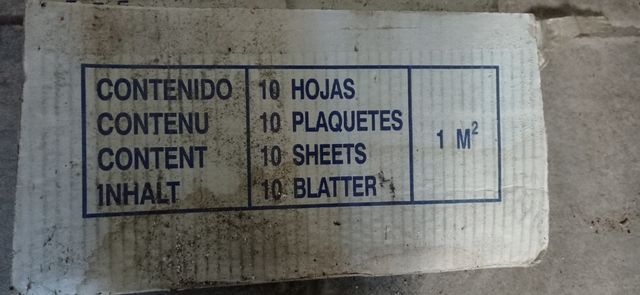 CONTENIDO 10 HOJAS
CONTENU 10 PLAQUETES
CONTENT 10 SHEETS
INHALT 10 BLATTER
1 M²